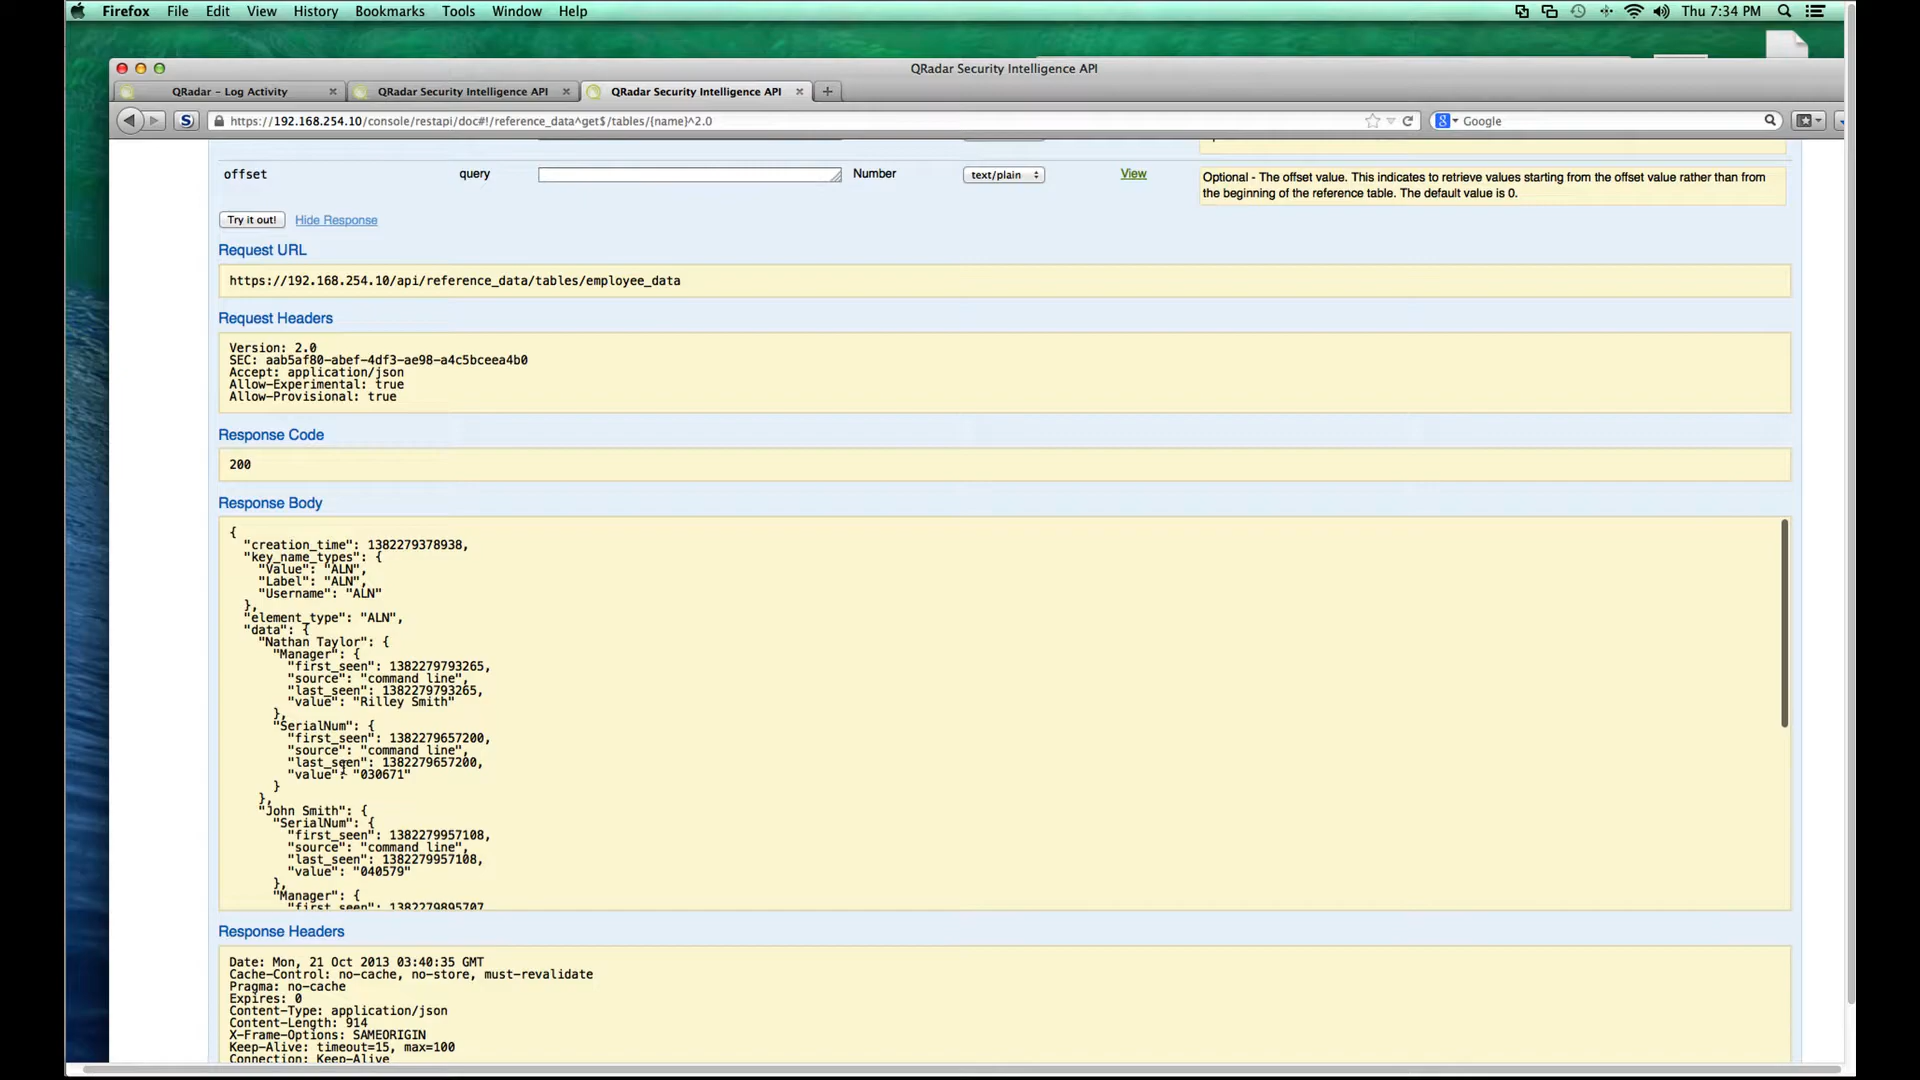 Firefox File Edit View History Bookmarks Tools Window Help Thu 7:34 PM
QRadar Security Intelligence API
QRadar - Log Activity QRadar Security Intelligence API QRadar Security Intelligence API
https://192.168.254.10/console/restapi/doc#!/reference_data^get$/tables/{name}^2.0 Google
offset query Number text/plain View Optional - The offset value. This indicates to retrieve values starting from the offset value rather than from
the beginning of the reference table. The default value is 0.
Try it out! Hide Response
Request URL
https://192.168.254.10/api/reference_data/tables/employee_data
Request Headers
Version: 2.0
SEC: aab5af80-abef-4df3-ae98-a4c5bceea4b0
Accept: application/json
Allow-Experimental: true
Allow-Provisional: true
Response Code
200
Response Body
{
"creation_time": 1382279378938,
"key_name_types": {
"Value": "ALN",
"Label": "ALN",
"Username": "ALN"
},
"element_type": "ALN",
"data": {
"Nathan Taylor": {
"Manager": {
"first_seen": 1382279793265,
"source": "command line",
"last_seen": 1382279793265,
"value": "Rilley Smith"
},
"SerialNum": {
"first_seen": 1382279657200,
"source": "command line",
"last_seen": 1382279657200,
"value": "030671"
}
},
"John Smith": {
"SerialNum": {
"first_seen": 1382279957108,
"source": "command line",
"last_seen": 1382279957108,
"value": "040579"
},
"Manager": {
"first_seen": 1382279895707,
Response Headers
Date: Mon, 21 Oct 2013 03:40:35 GMT
Cache-Control: no-cache, no-store, must-revalidate
Pragma: no-cache
Expires: 0
Content-Type: application/json
Content-Length: 914
X-Frame-Options: SAMEORIGIN
Keep-Alive: timeout=15, max=100
Connection: Keep-Alive